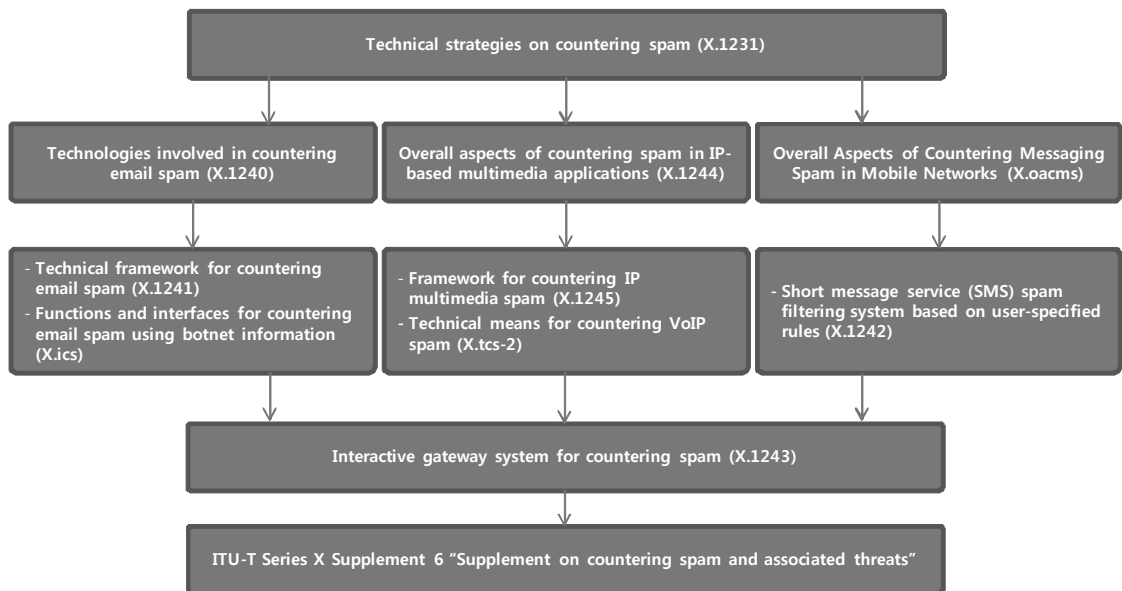 Technical strategies on countering spam (X.1231)
Technologies involved in countering
email spam (X.1240)
Overall aspects of countering spam in IP-
based multimedia applications (X.1244)
Overall Aspects of Countering Messaging
Spam in Mobile Networks (X.oacms)
- Technical framework for countering
email spam (X.1241)
- Functions and interfaces for countering
email spam using botnet information
(X.ics)
- Framework for countering IP
multimedia spam (X.1245)
- Technical means for countering VoIP
spam (X.tcs-2)
- Short message service (SMS) spam
filtering system based on user-specified
rules (X.1242)
Interactive gateway system for countering spam (X.1243)
ITU-T Series X Supplement 6 “Supplement on countering spam and associated threats”